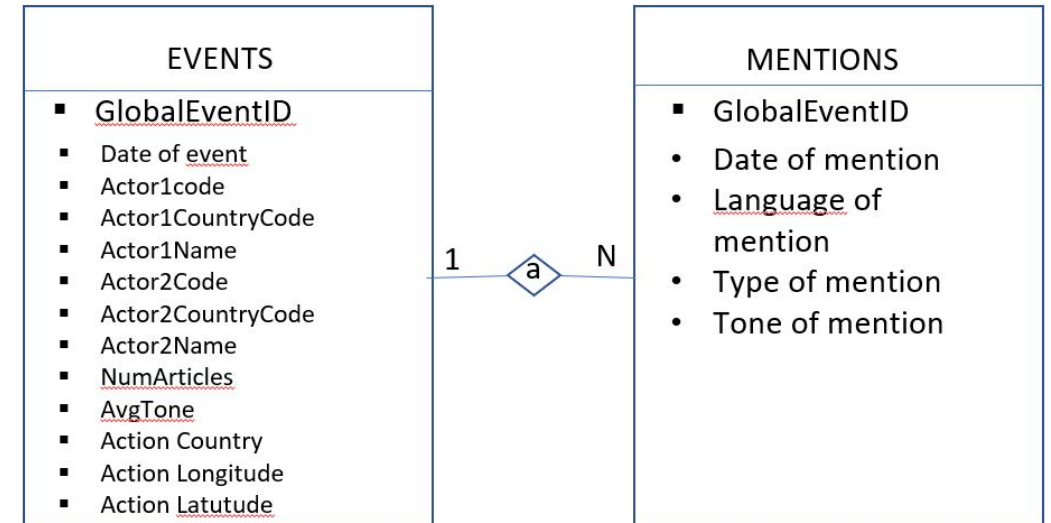 EVENTS
GlobalEventID
Date of event
Actor1code
Actor1CountryCode
Actor1Name
Actor2Code
Actor2CountryCode
Actor2Name
NumArticles
AvgTone
Action Country
Action Longitude
Action Latutude
1
a
N
MENTIONS
GlobalEventID
Date of mention
Language of
mention
Type of mention
Tone of mention